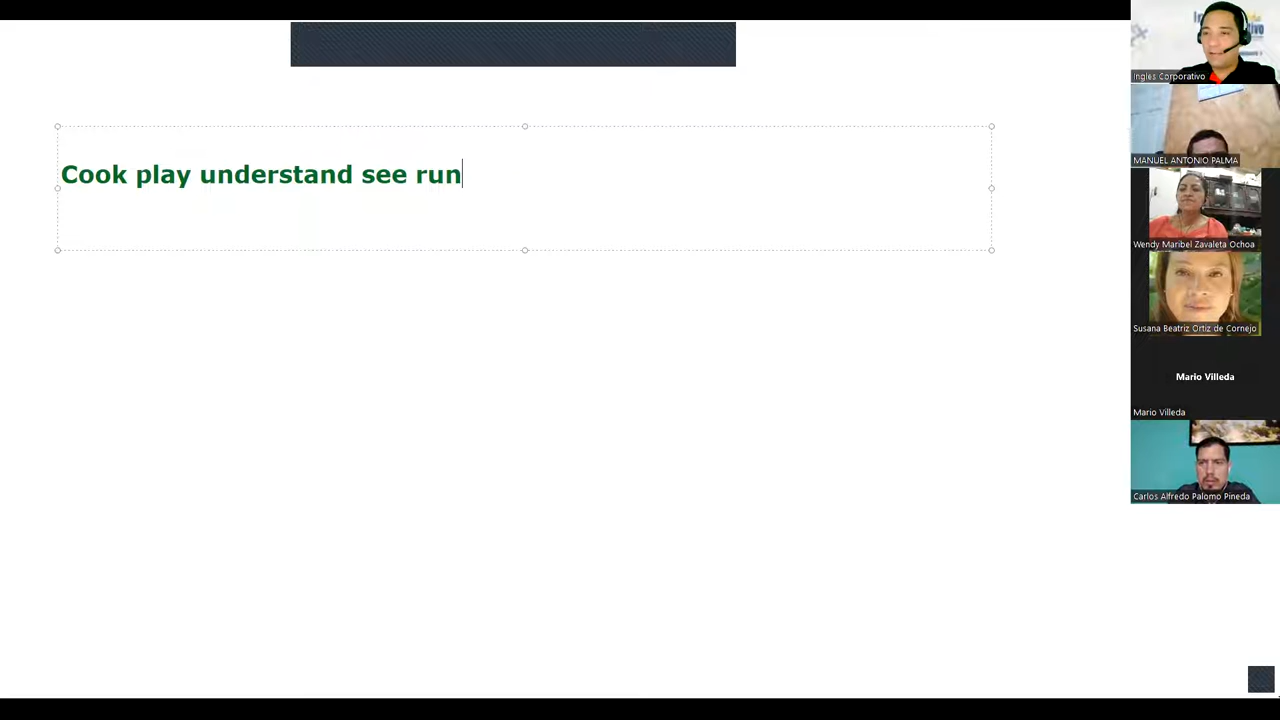 Cook play understand see run
Ingles Corporativo
MANUEL ANTONIO PALMA
Wendy Maribel Zavaleta Ochoa
Susana Beatriz Ortiz de Cornejo
Mario Villeda
Mario Villeda
Carlos Alfredo Palomo Pineda